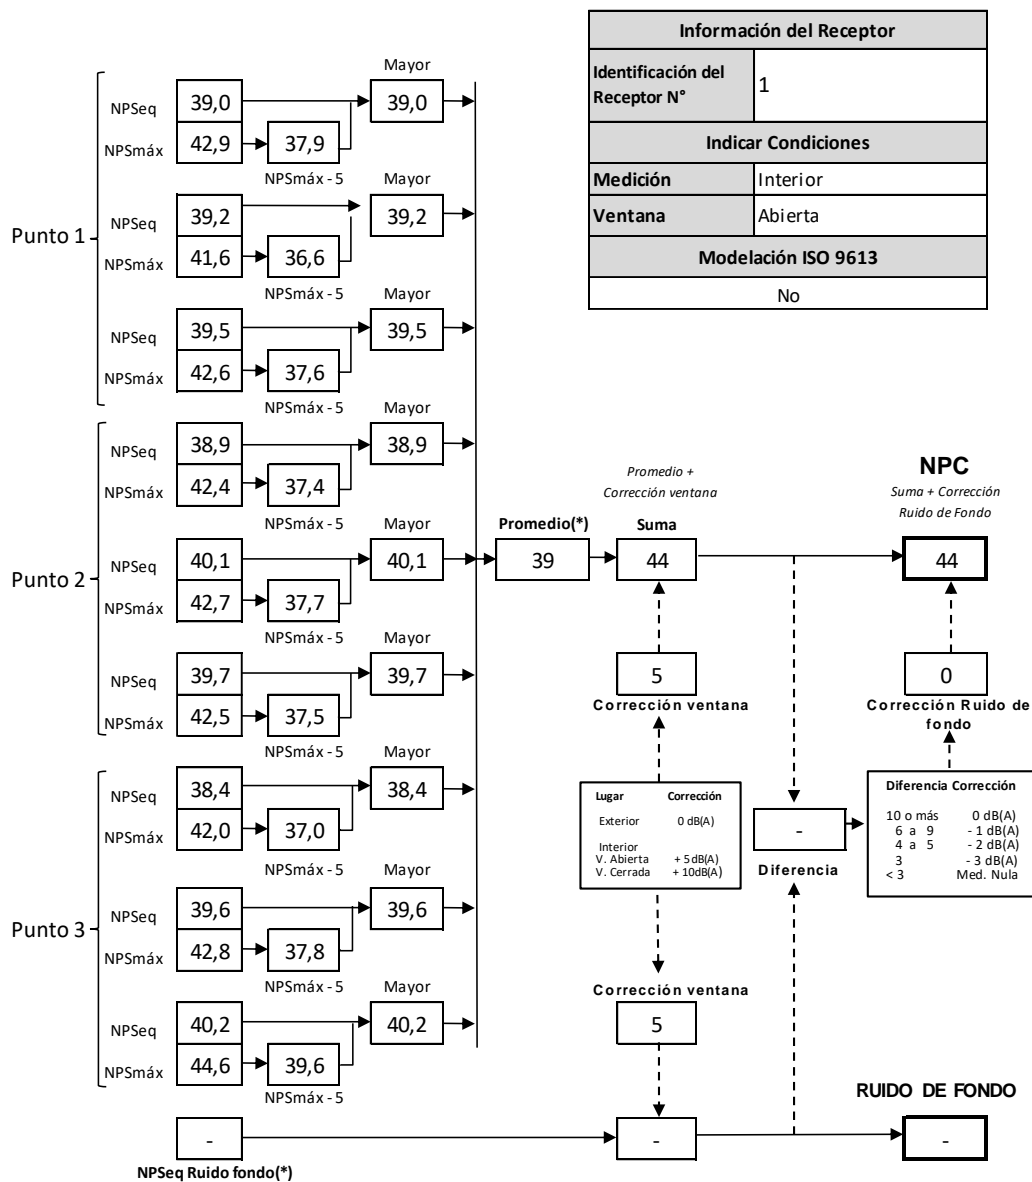 Información del Receptor
Identificación del
Receptor N°
1
Indicar Condiciones
Medición
Interior
Ventana
Abierta
Modelación ISO 9613
No
Punto 1
Mayor
NPSeq
39,0
39,0
NPSmáx
42,9
37,9
NPSmáx - 5
Mayor
NPSeq
39,2
39,2
NPSmáx
41,6
36,6
NPSmáx - 5
Mayor
NPSeq
39,5
39,5
NPSmáx
42,6
37,6
NPSmáx - 5
Punto 2
Mayor
NPSeq
38,9
38,9
NPSmáx
42,4
37,4
NPSmáx - 5
Mayor
NPSeq
40,1
40,1
NPSmáx
42,7
37,7
NPSmáx - 5
Mayor
NPSeq
39,7
39,7
NPSmáx
42,5
37,5
NPSmáx - 5
Punto 3
Mayor
NPSeq
38,4
38,4
NPSmáx
42,0
37,0
NPSmáx - 5
Mayor
NPSeq
39,6
39,6
NPSmáx
42,8
37,8
NPSmáx - 5
Mayor
NPSeq
40,2
40,2
NPSmáx
44,6
39,6
NPSmáx - 5
Promedio(*)
39
Promedio +
Corrección ventana
Suma
44
NPC
Suma + Corrección
Ruido de Fondo
44
5
Corrección ventana
0
Corrección Ruido de
fondo
Lugar Corrección
Exterior 0 dB(A)
Interior
V. Abierta + 5dB(A)
V. Cerrada + 10dB(A)
-
Diferencia
Diferencia Corrección
10 o más 0 dB(A)
6 a 9 - 1 dB(A)
4 a 5 - 2 dB(A)
3 - 3 dB(A)
< 3 Med. Nula
Corrección ventana
5
RUIDO DE FONDO
-
-
-
NPSeq Ruido fondo(*)